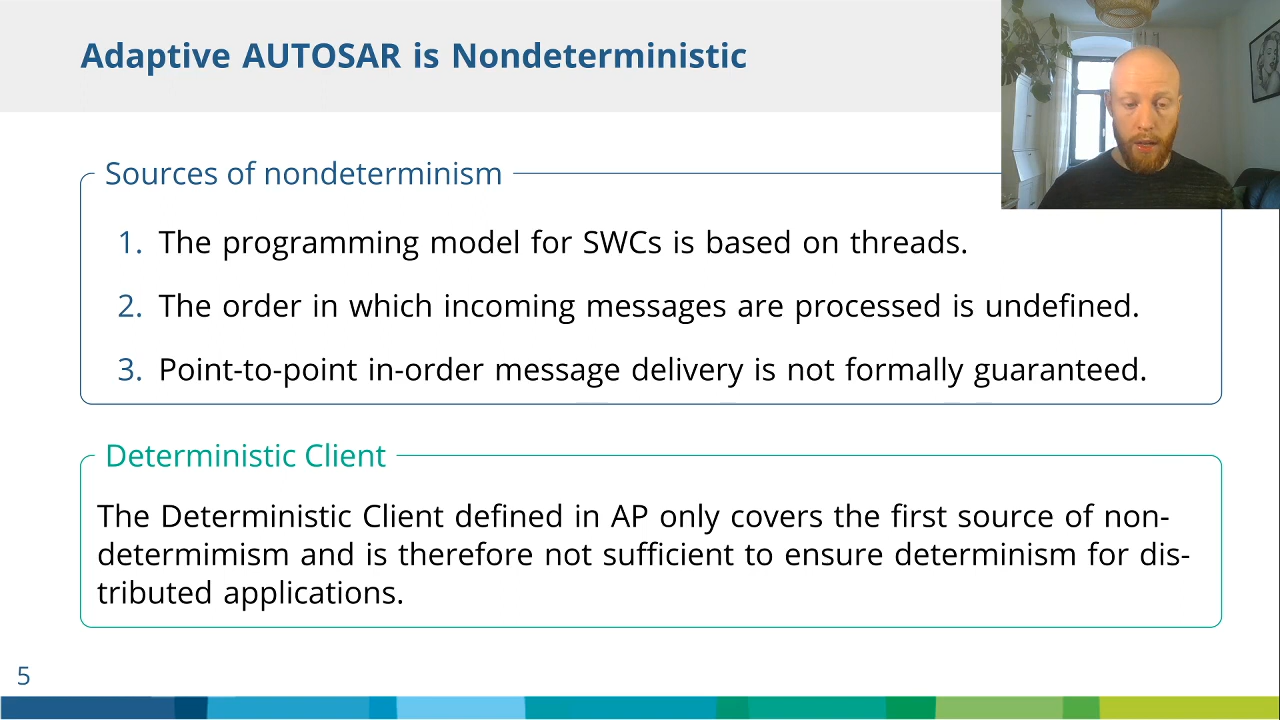 Adaptive AUTOSAR is Nondeterministic
Sources of nondeterminism
1. The programming model for SWCs is based on threads.
2. The order in which incoming messages are processed is undefined.
3. Point-to-point in-order message delivery is not formally guaranteed.
Deterministic Client
The Deterministic Client defined in AP only covers the first source of non-
determimism and is therefore not sufficient to ensure determinism for dis-
tributed applications.
5